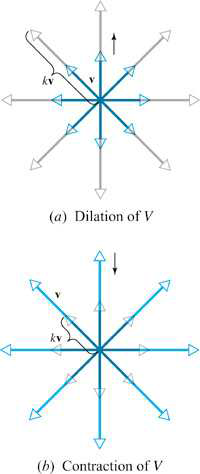 v
kv
(a) Dilation of V
v
kv
(b) Contraction of V